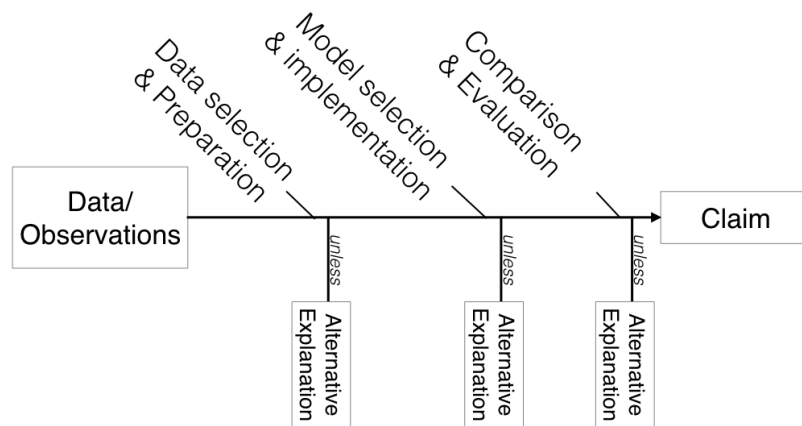 Data selection
& Preparation
Model selection
& implementation
Comparison
& Evaluation
Data/
Observations
Claim
unless
unless
unless
Alternative
Explanation
Alternative
Explanation
Alternative
Explanation